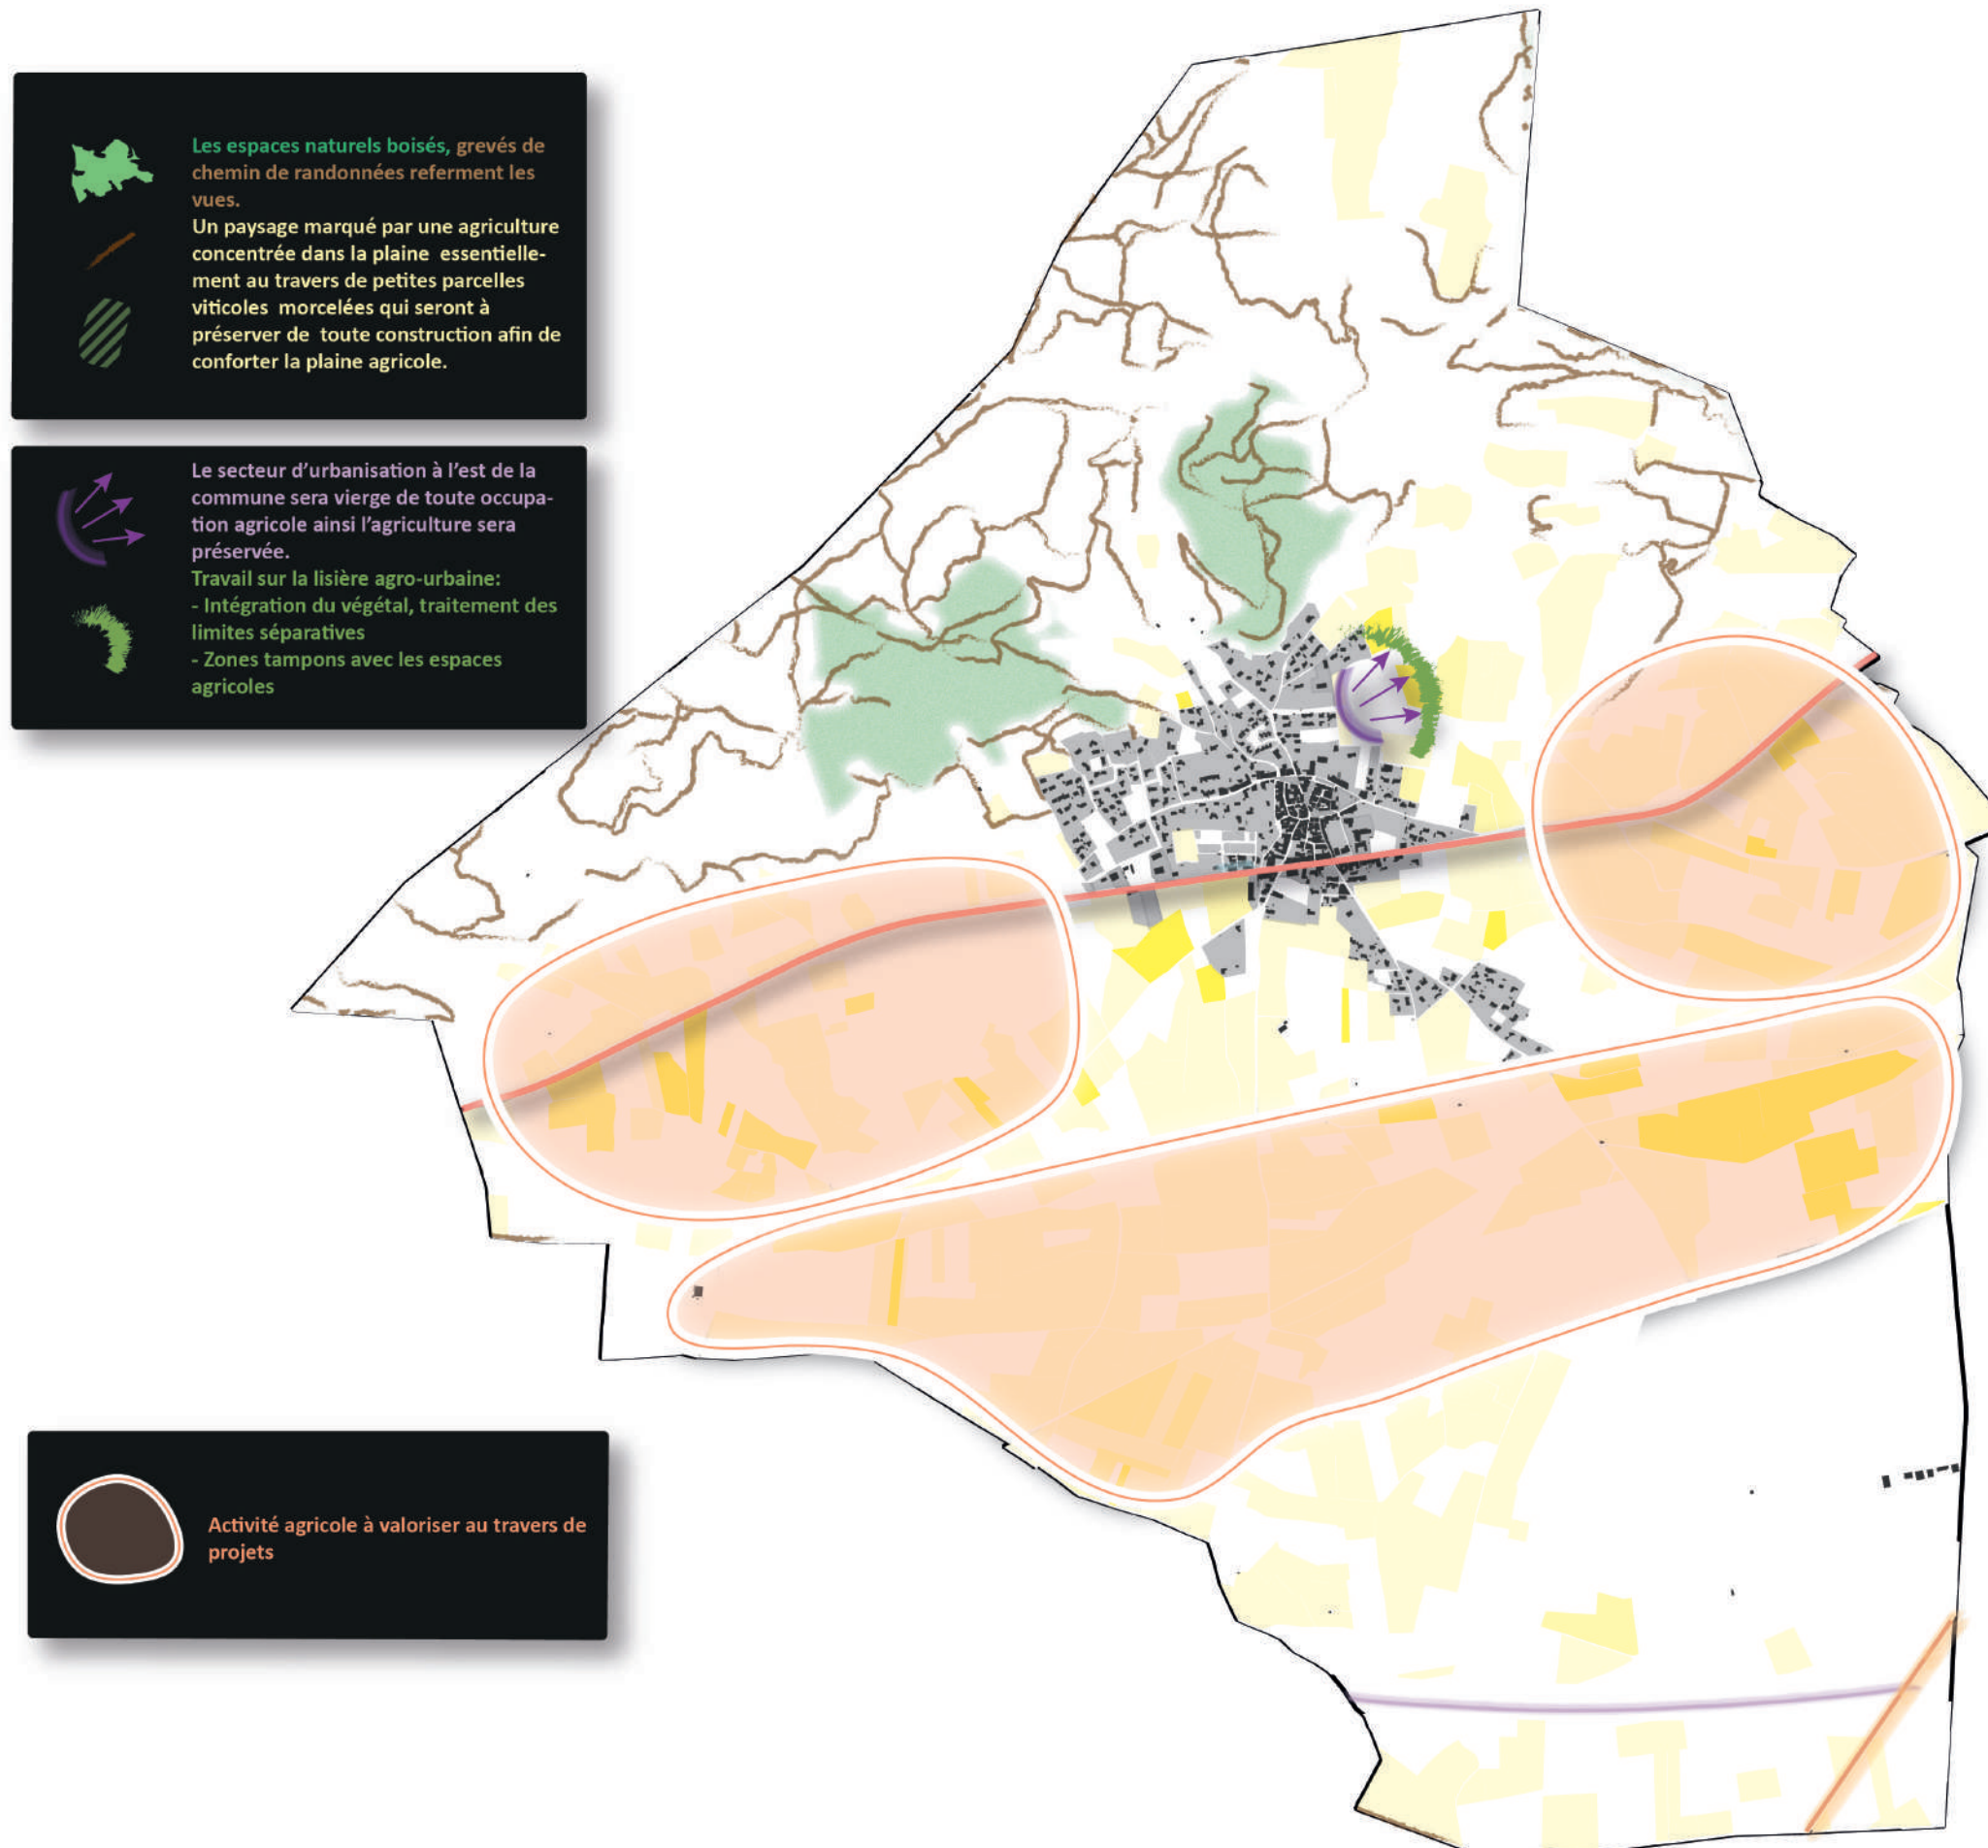 Les espaces naturels boisés, grevés de
chemin de randonnées referment les
vues.
Un paysage marqué par une agriculture
concentrée dans la plaine essentielle-
ment au travers de petites parcelles
viticoles morcelées qui seront à
préserver de toute construction afin de
conforter la plaine agricole.
Le secteur d'urbanisation à l'est de la
commune sera vierge de toute occupa-
tion agricole ainsi l'agriculture sera
préservée.
Travail sur la lisière agro-urbaine:
- Intégration du végétal, traitement des
limites séparatives
- Zones tampons avec les espaces
agricoles
Activité agricole à valoriser au travers de
projets